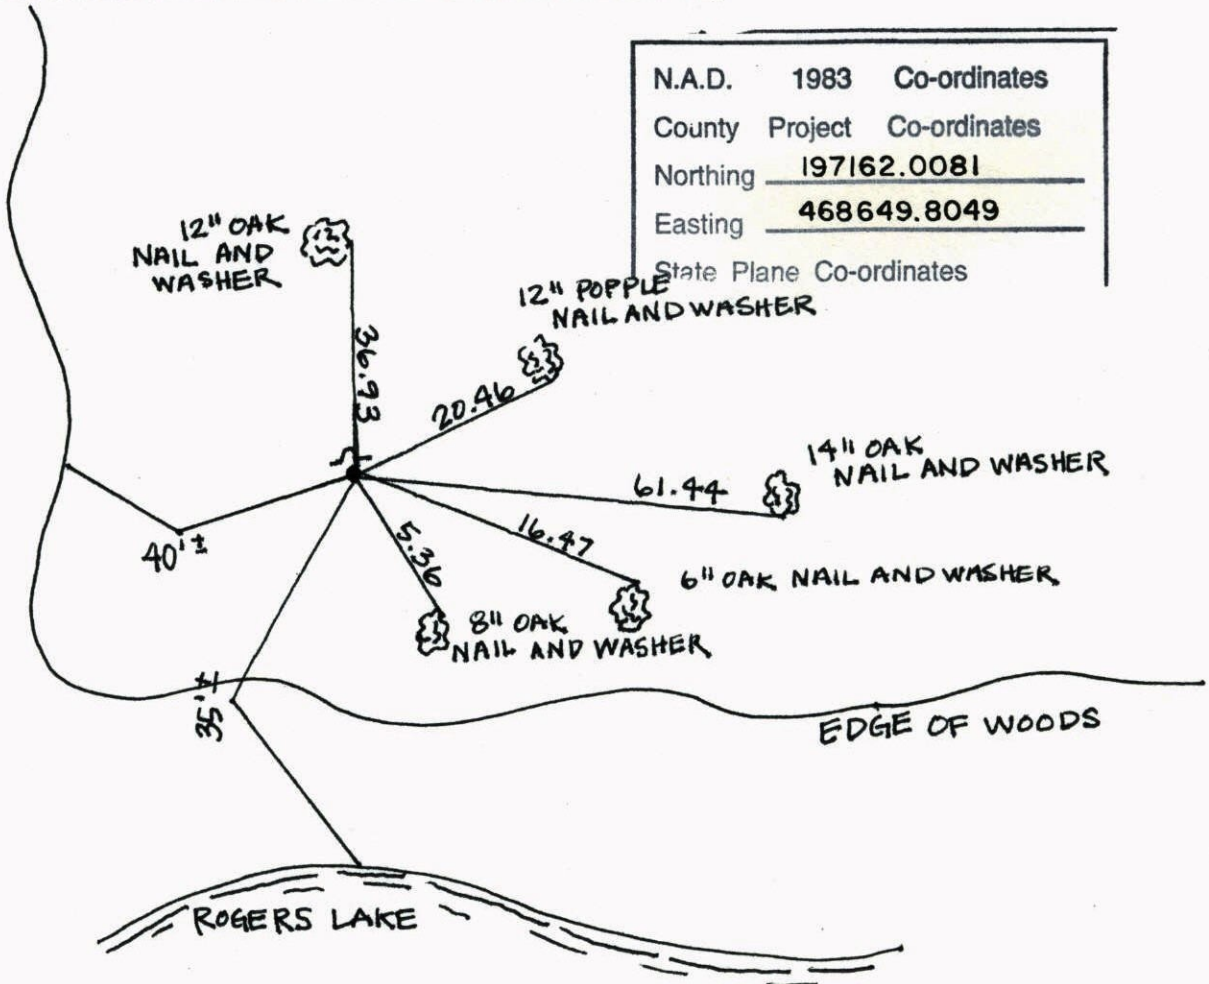 N.A.D. 1983 Co-ordinates
County Project Co-ordinates
Northing 197162.0081
Easting 468649.8049
State Plane Co-ordinates
12" OAK
NAIL AND
WASHER
12" POPPLE
NAIL AND WASHER
36.93
20.46
14" OAK
NAIL AND WASHER
61.44
16.47
5.36
40'±
6" OAK NAIL AND WASHER
8" OAK
NAIL AND WASHER
35'±
EDGE OF WOODS
ROGERS LAKE